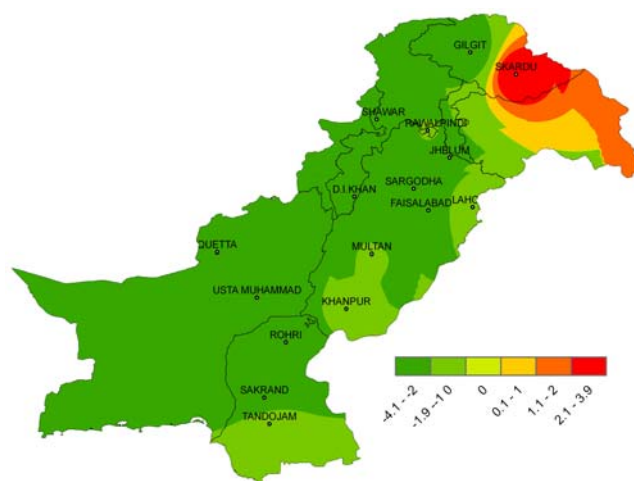 GILGIT
SKARDU
SHAWAR
RAWALPINDI
JHELUM
D.I.KHAN
SARGODHA
FAISALABAD
LAHO
QUETTA
MULTAN
USTA MUHAMMAD
KHANPUR
ROHRI
SAKRAND
TANDOJAM
-4.1 - -2
-1.9 --1 0
0
0.1 - 1
1.1 - 2
2.1 - 3.9